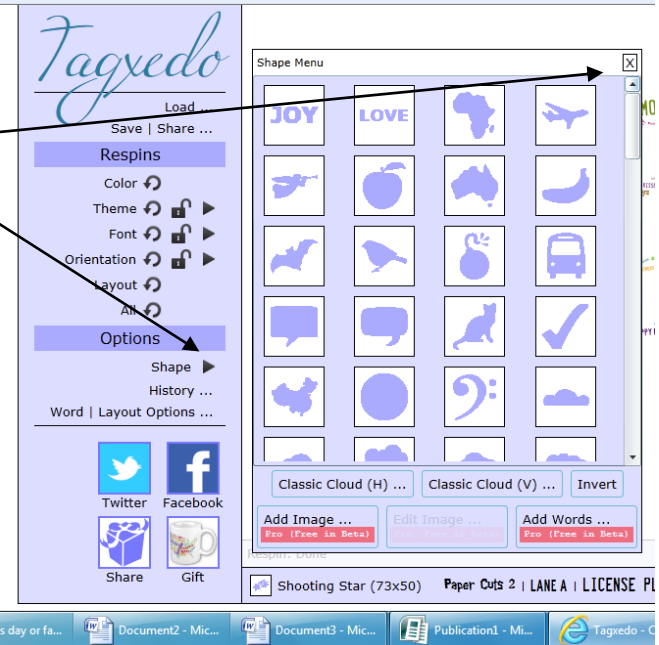 Tagxedo
Load ...
Save | Share ...
Respins
Color
Theme
Font
Orientation
Layout
All
Options
Shape
History ...
Word | Layout Options ...
Twitter Facebook
Share Gift
Shape Menu X
JOY LOVE
Classic Cloud (H) ... Classic Cloud (V) ... Invert
Add Image ... Edit Image ... Add Words ...
Pro (Free in Beta) Pro (Free in Beta) Pro (Free in Beta)
Respin: Done
Shooting Star (73x50) Paper Cuts 2 | LANE A | LICENSE PL
s day or fa... Document2 - Mic... Document3 - Mic... Publication1 - Mi... Tagxedo - C